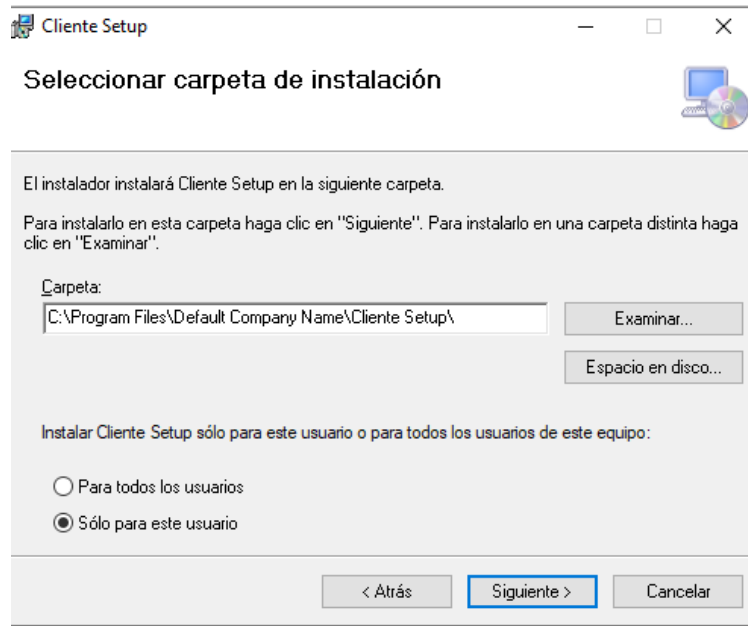 Cliente Setup
Seleccionar carpeta de instalación
El instalador instalará Cliente Setup en la siguiente carpeta.
Para instalarlo en esta carpeta haga clic en "Siguiente". Para instalarlo en una carpeta distinta haga
clic en "Examinar".
Carpeta:
C:\Program Files\Default Company Name\Cliente Setup\
Examinar...
Espacio en disco...
Instalar Cliente Setup sólo para este usuario o para todos los usuarios de este equipo:
Para todos los usuarios
Sólo para este usuario
< Atrás
Siguiente >
Cancelar